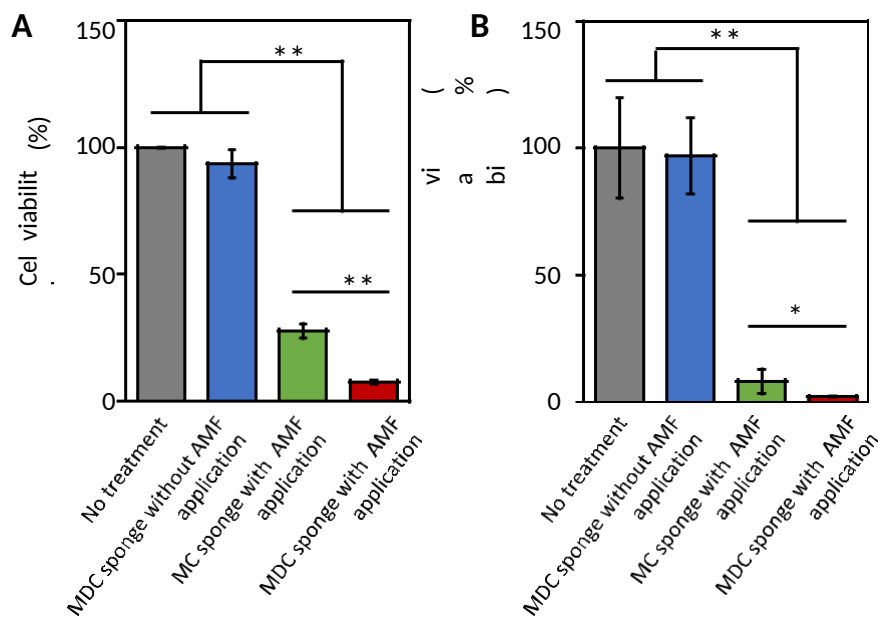 A
150
100
50
0
Cel viabilit (%)
**
**
No treatment
MDC sponge without AMF
application
MC sponge with AMF
application
MDC sponge with AMF
application
B
150
100
50
0
vi a bi ( % )
**
*
No treatment
MDC sponge without AMF
application
MC sponge with AMF
application
MDC sponge with AMF
application